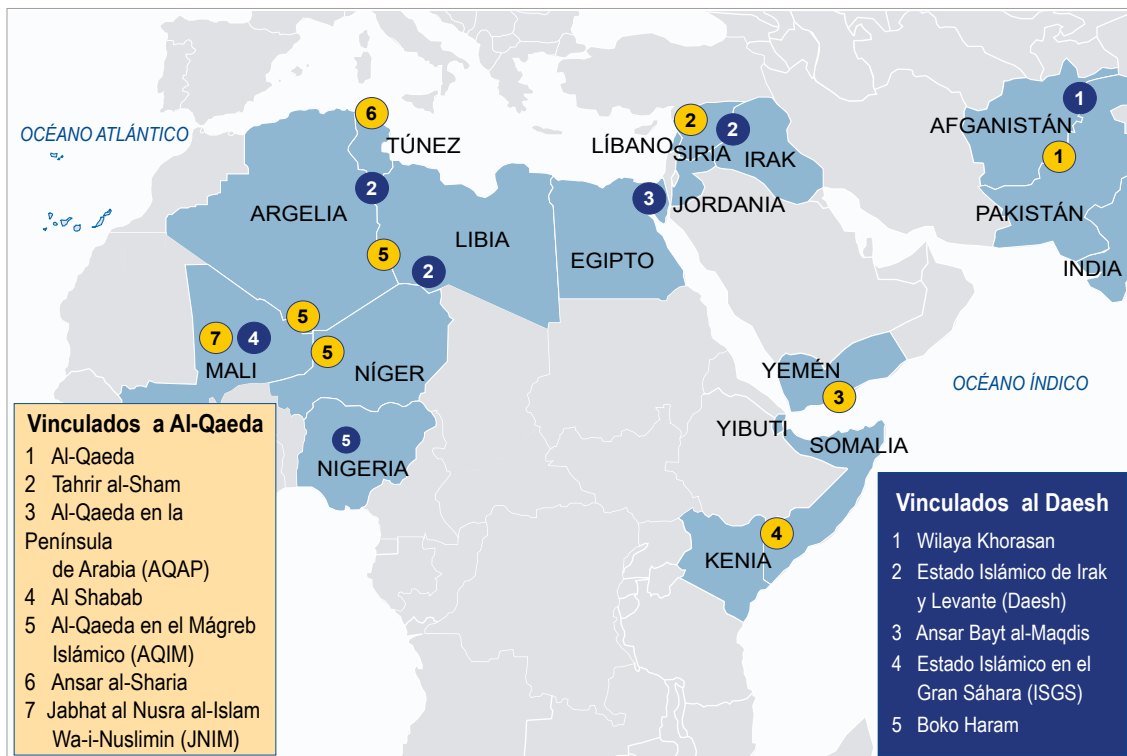 OCÉANO ATLÁNTICO
6
TÚNEZ
2
ARGELIA
5
LIBIA
2
3
EGIPTO
LÍBANO
2
SIRIA
2
IRAK
JORDANIA
1
AFGANISTÁN
1
PAKISTÁN
INDIA
7
4
MALI
5
5
NÍGER
5
NIGERIA
YEMÉN
3
OCÉANO ÍNDICO
YIBUTI
SOMALIA
4
KENIA
Vinculados a Al-Qaeda
1 Al-Qaeda
2 Tahrir al-Sham
3 Al-Qaeda en la
Península
de Arabia (AQAP)
4 Al Shabab
5 Al-Qaeda en el Mágreb
Islámico (AQIM)
6 Ansar al-Sharia
7 Jabhat al Nusra al-Islam
Wa-i-Nuslimin (JNIM)
Vinculados al Daesh
1 Wilaya Khorasan
2 Estado Islámico de Irak
y Levante (Daesh)
3 Ansar Bayt al-Maqdis
4 Estado Islámico en el
Gran Sáhara (ISGS)
5 Boko Haram